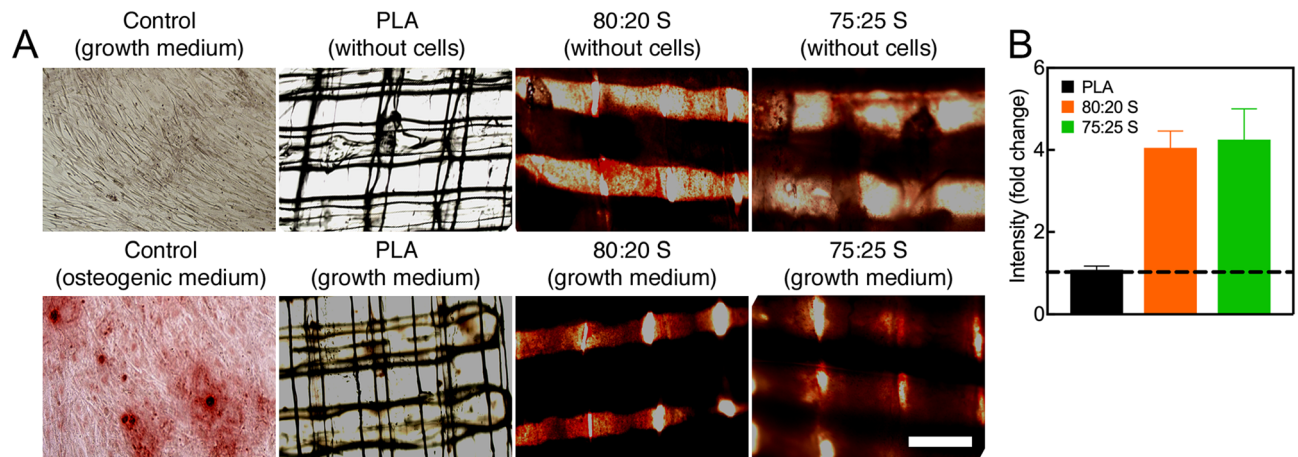 A
Control
(growth medium)
PLA
(without cells)
80:20 S
(without cells)
75:25 S
(without cells)
Control
(osteogenic medium)
PLA
(growth medium)
80:20 S
(growth medium)
75:25 S
(growth medium)
B
Intensity (fold change)
6
4
2
0
PLA
80:20 S
75:25 S